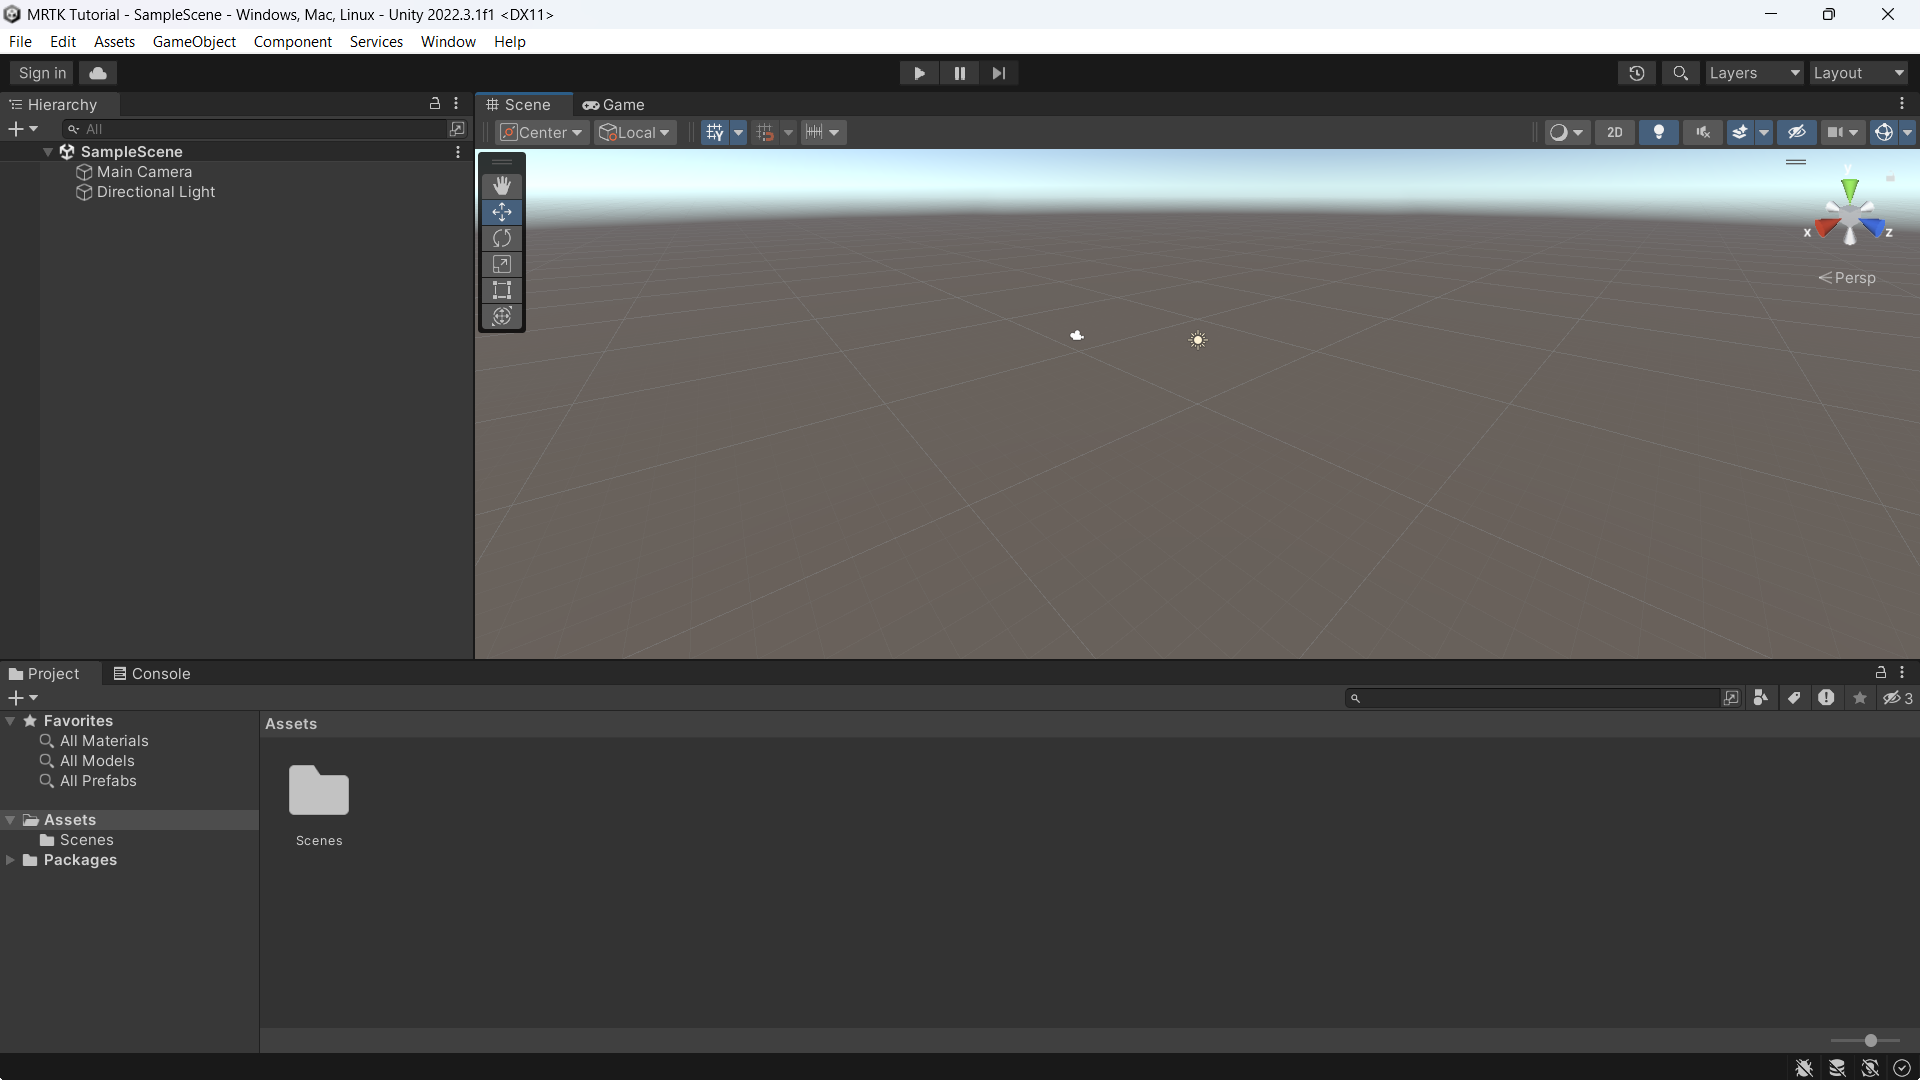 MRTK Tutorial - SampleScene - Windows, Mac, Linux - Unity 2022.3.1f1 <DX11>
File Edit Assets GameObject Component Services Window Help
Sign in Layers Layout
Hierarchy
All
SampleScene
Main Camera
Directional Light
Scene Game
Center Local 2D
y
x z
Persp
Project Console
3
Favorites
All Materials
All Models
All Prefabs
Assets
Scenes
Packages
Assets
Scenes